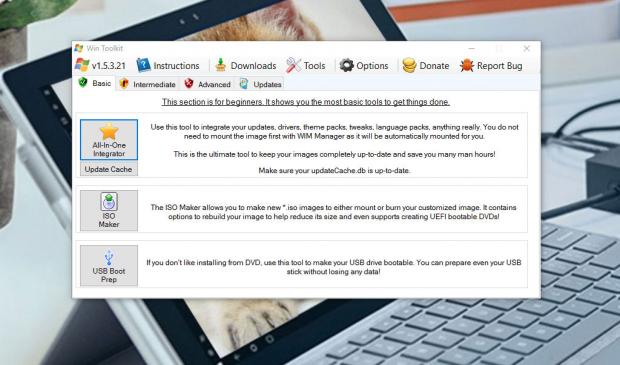 Win Toolkit
v1.5.3.21 Instructions Downloads Tools Options Donate Report Bug
Basic Intermediate Advanced Updates
This section is for beginners. It shows you the most basic tools to get things done.
All-In-One
Integrator
Update Cache
Use this tool to integrate your updates, drivers, theme packs, tweaks, language packs, anything really. You do not
need to mount the image first with WIM Manager as it will be automatically mounted for you.
This is the ultimate tool to keep your images completely up-to-date and save you many man hours!
Make sure your updateCache.db is up-to-date.
ISO
Maker
The ISO Maker allows you to make new *.iso images to either mount or burn your customized image. It contains
options to rebuild your image to help reduce its size and even supports creating UEFI bootable DVDs!
USB Boot
Prep
If you don't like installing from DVD, use this tool to make your USB drive bootable. You can prepare even your USB
stick without losing any data!